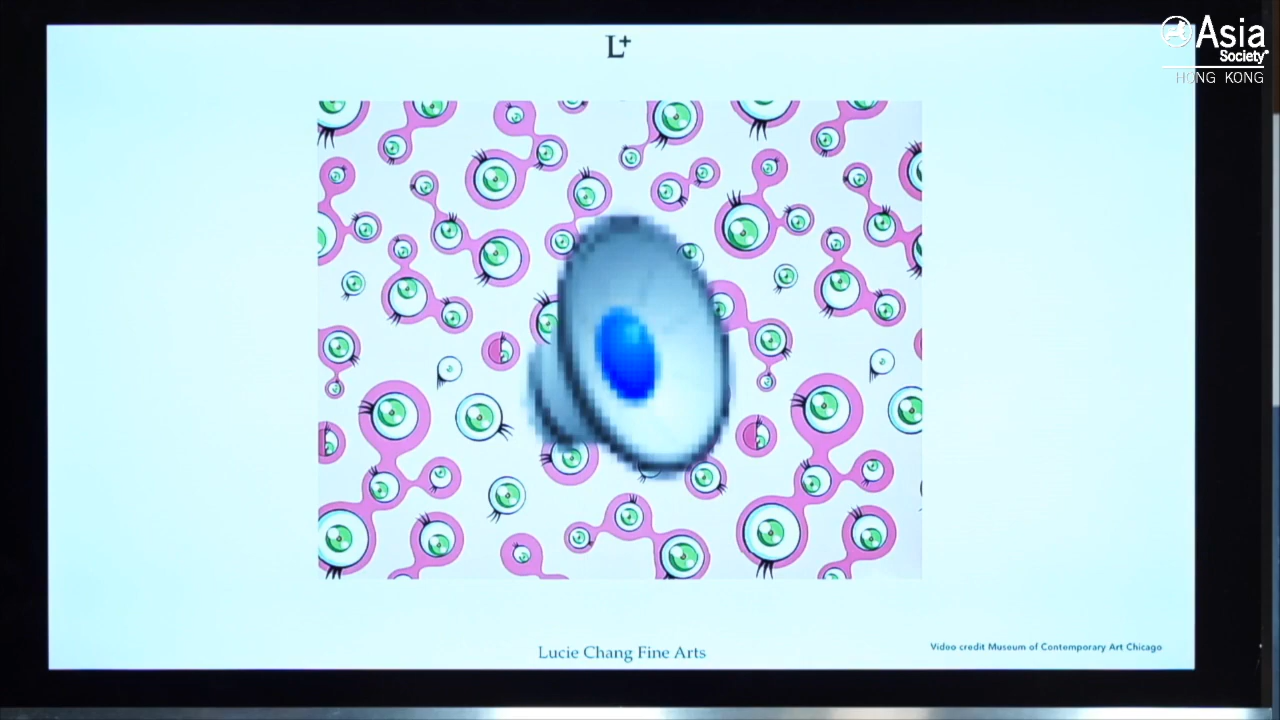 L+
Asia
Society®
HONG KONG
Lucie Chang Fine Arts
Video credit Museum of Contemporary Art Chicago